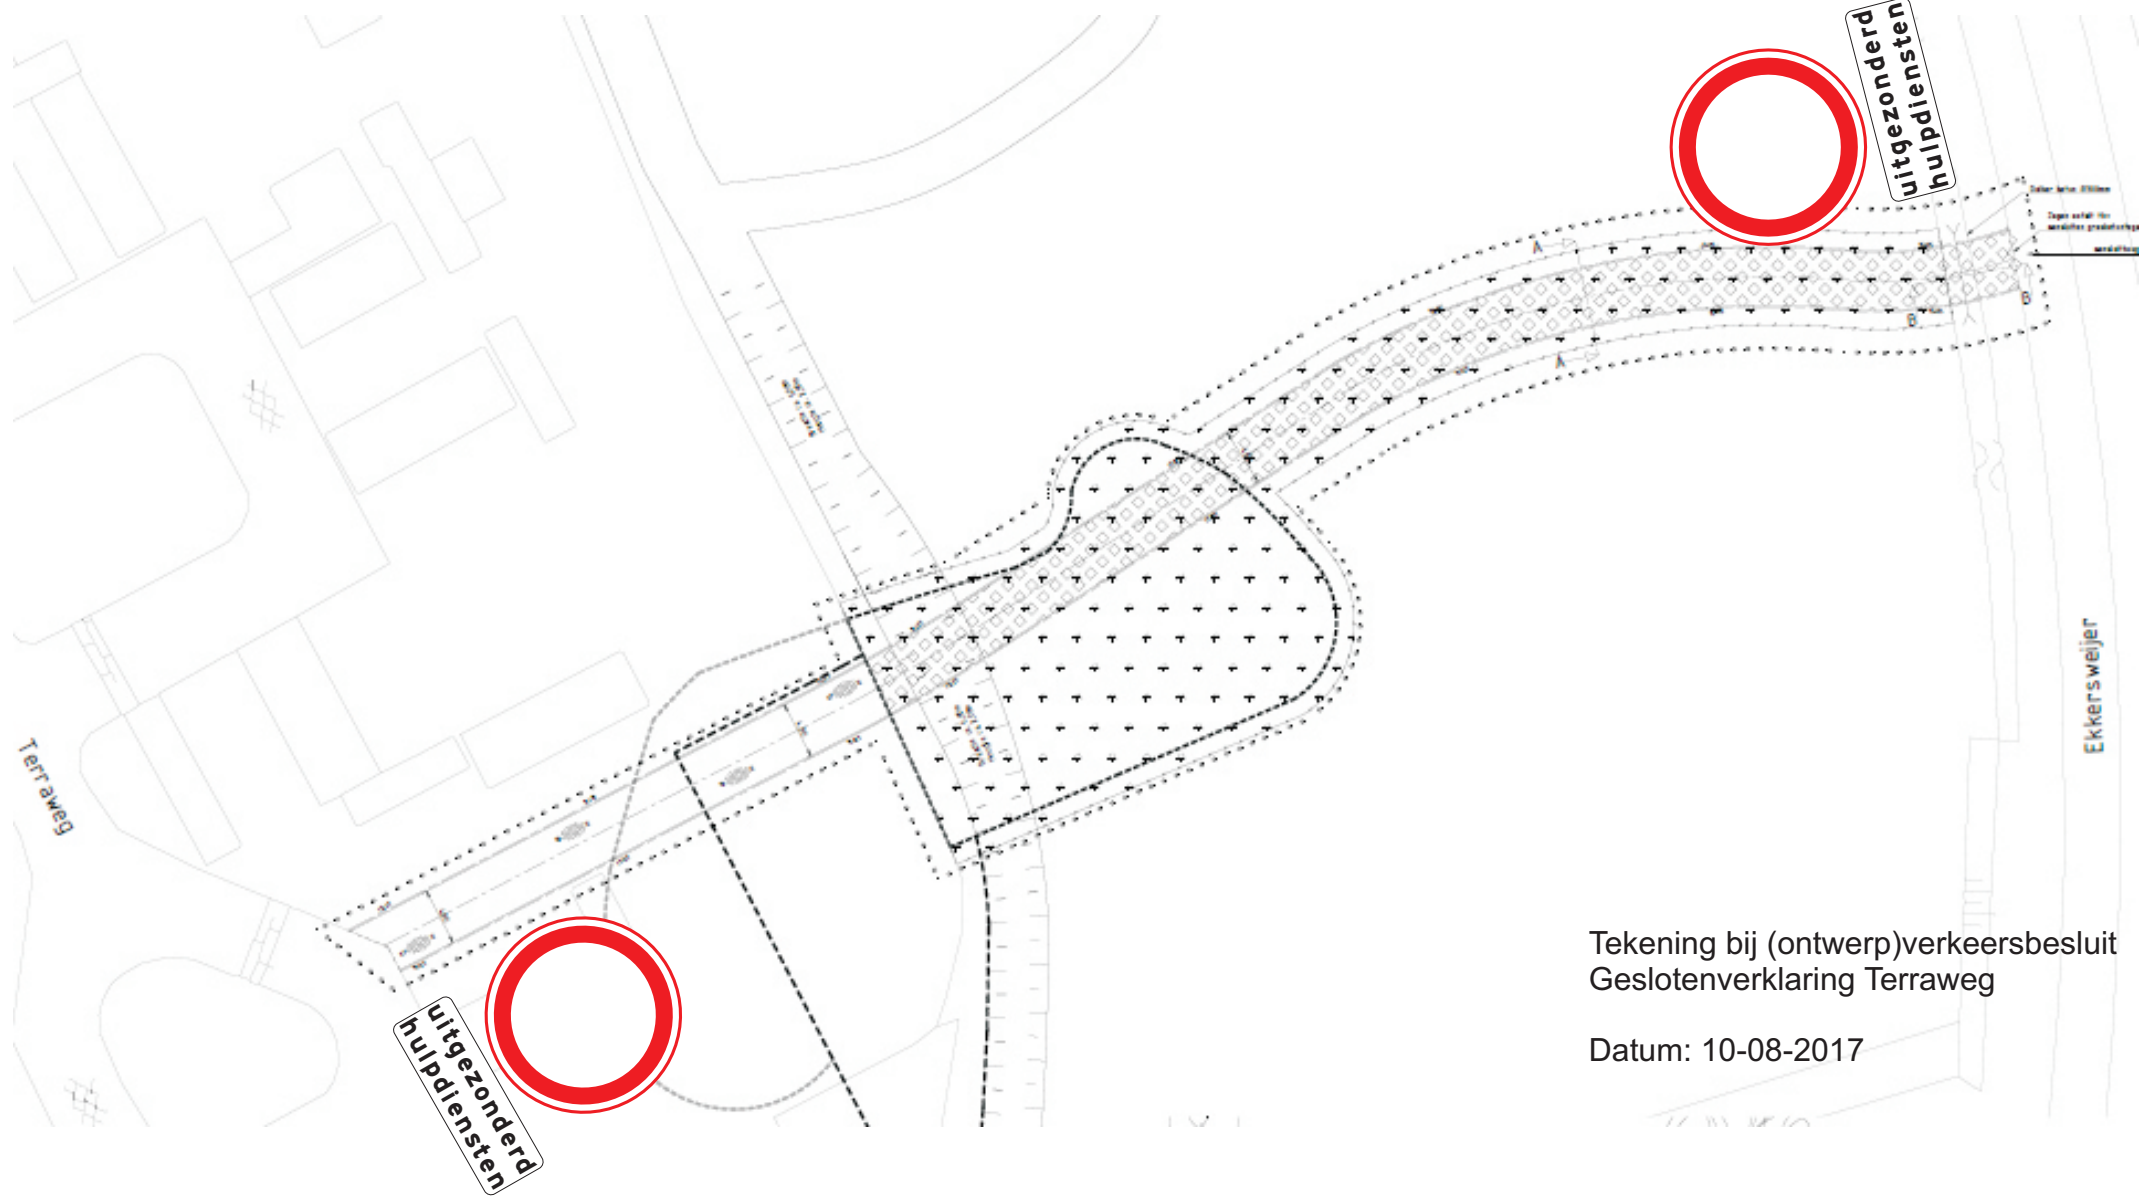 uitgezonderd
hulpdiensten
A
A
B
B
Terraweg
Ekkersweijer
uitgezonderd
hulpdiensten
Tekening bij (ontwerp)verkeersbesluit
Geslotenverklaring Terraweg
Datum: 10-08-2017